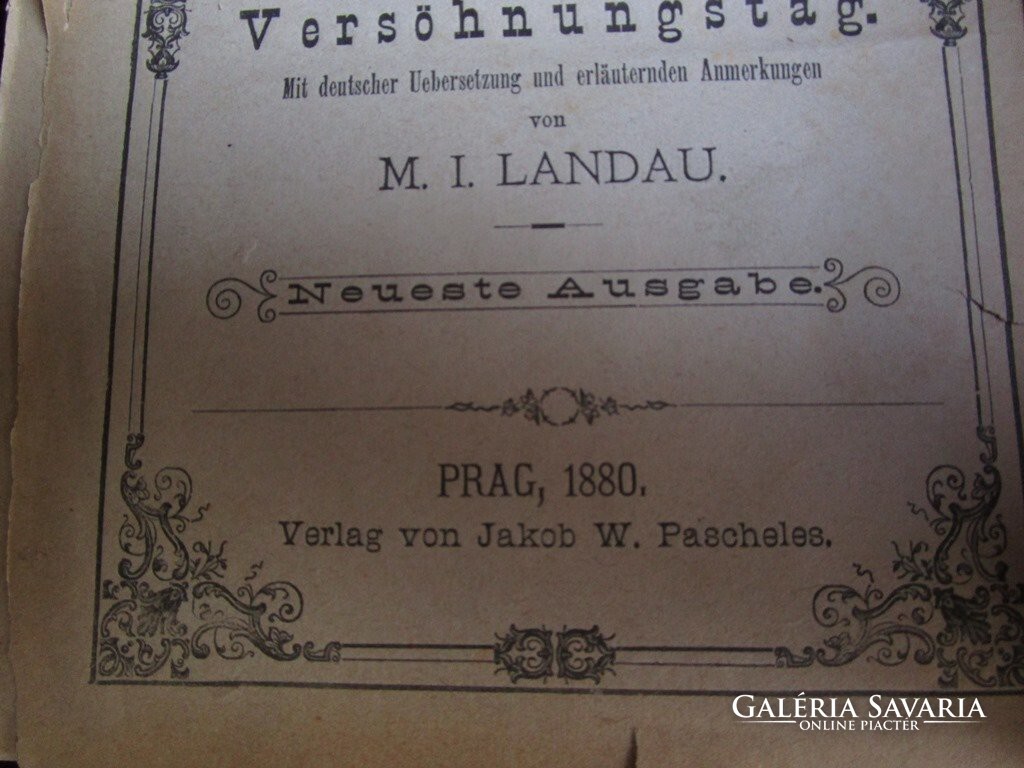 Versöhnungstag.
Mit deutscher Uebersetzung und erläuternden Anmerkungen
von
M. I. LANDAU.
Neueste Ausgabe.
PRAG, 1880.
Verlag von Jakob W. Pascheles.
GALÉRIA SAVARIA
ONLINE PIACTÉR